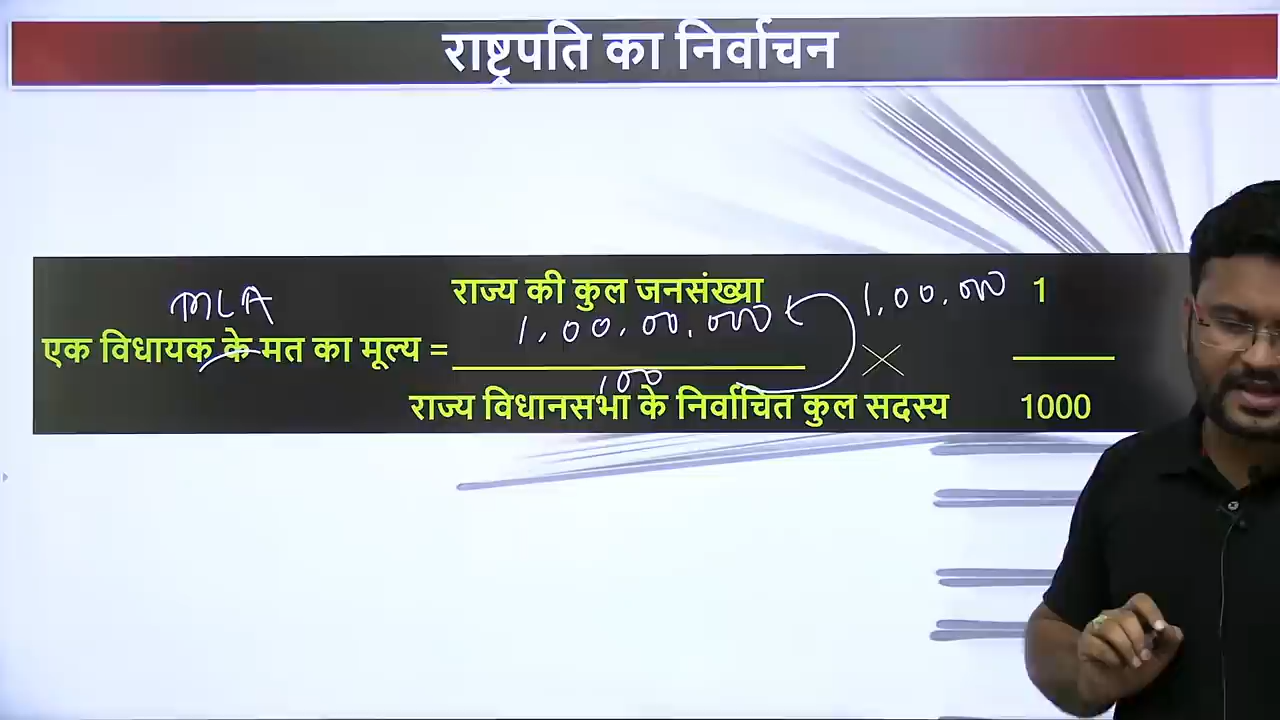 राष्ट्रपति का निर्वाचन
MLA
राज्य की कुल जनसंख्या
1,00,000
1
1,00,00,000
एक विधायक के मत का मूल्य =
×
100
राज्य विधानसभा के निर्वाचित कुल सदस्य
1000